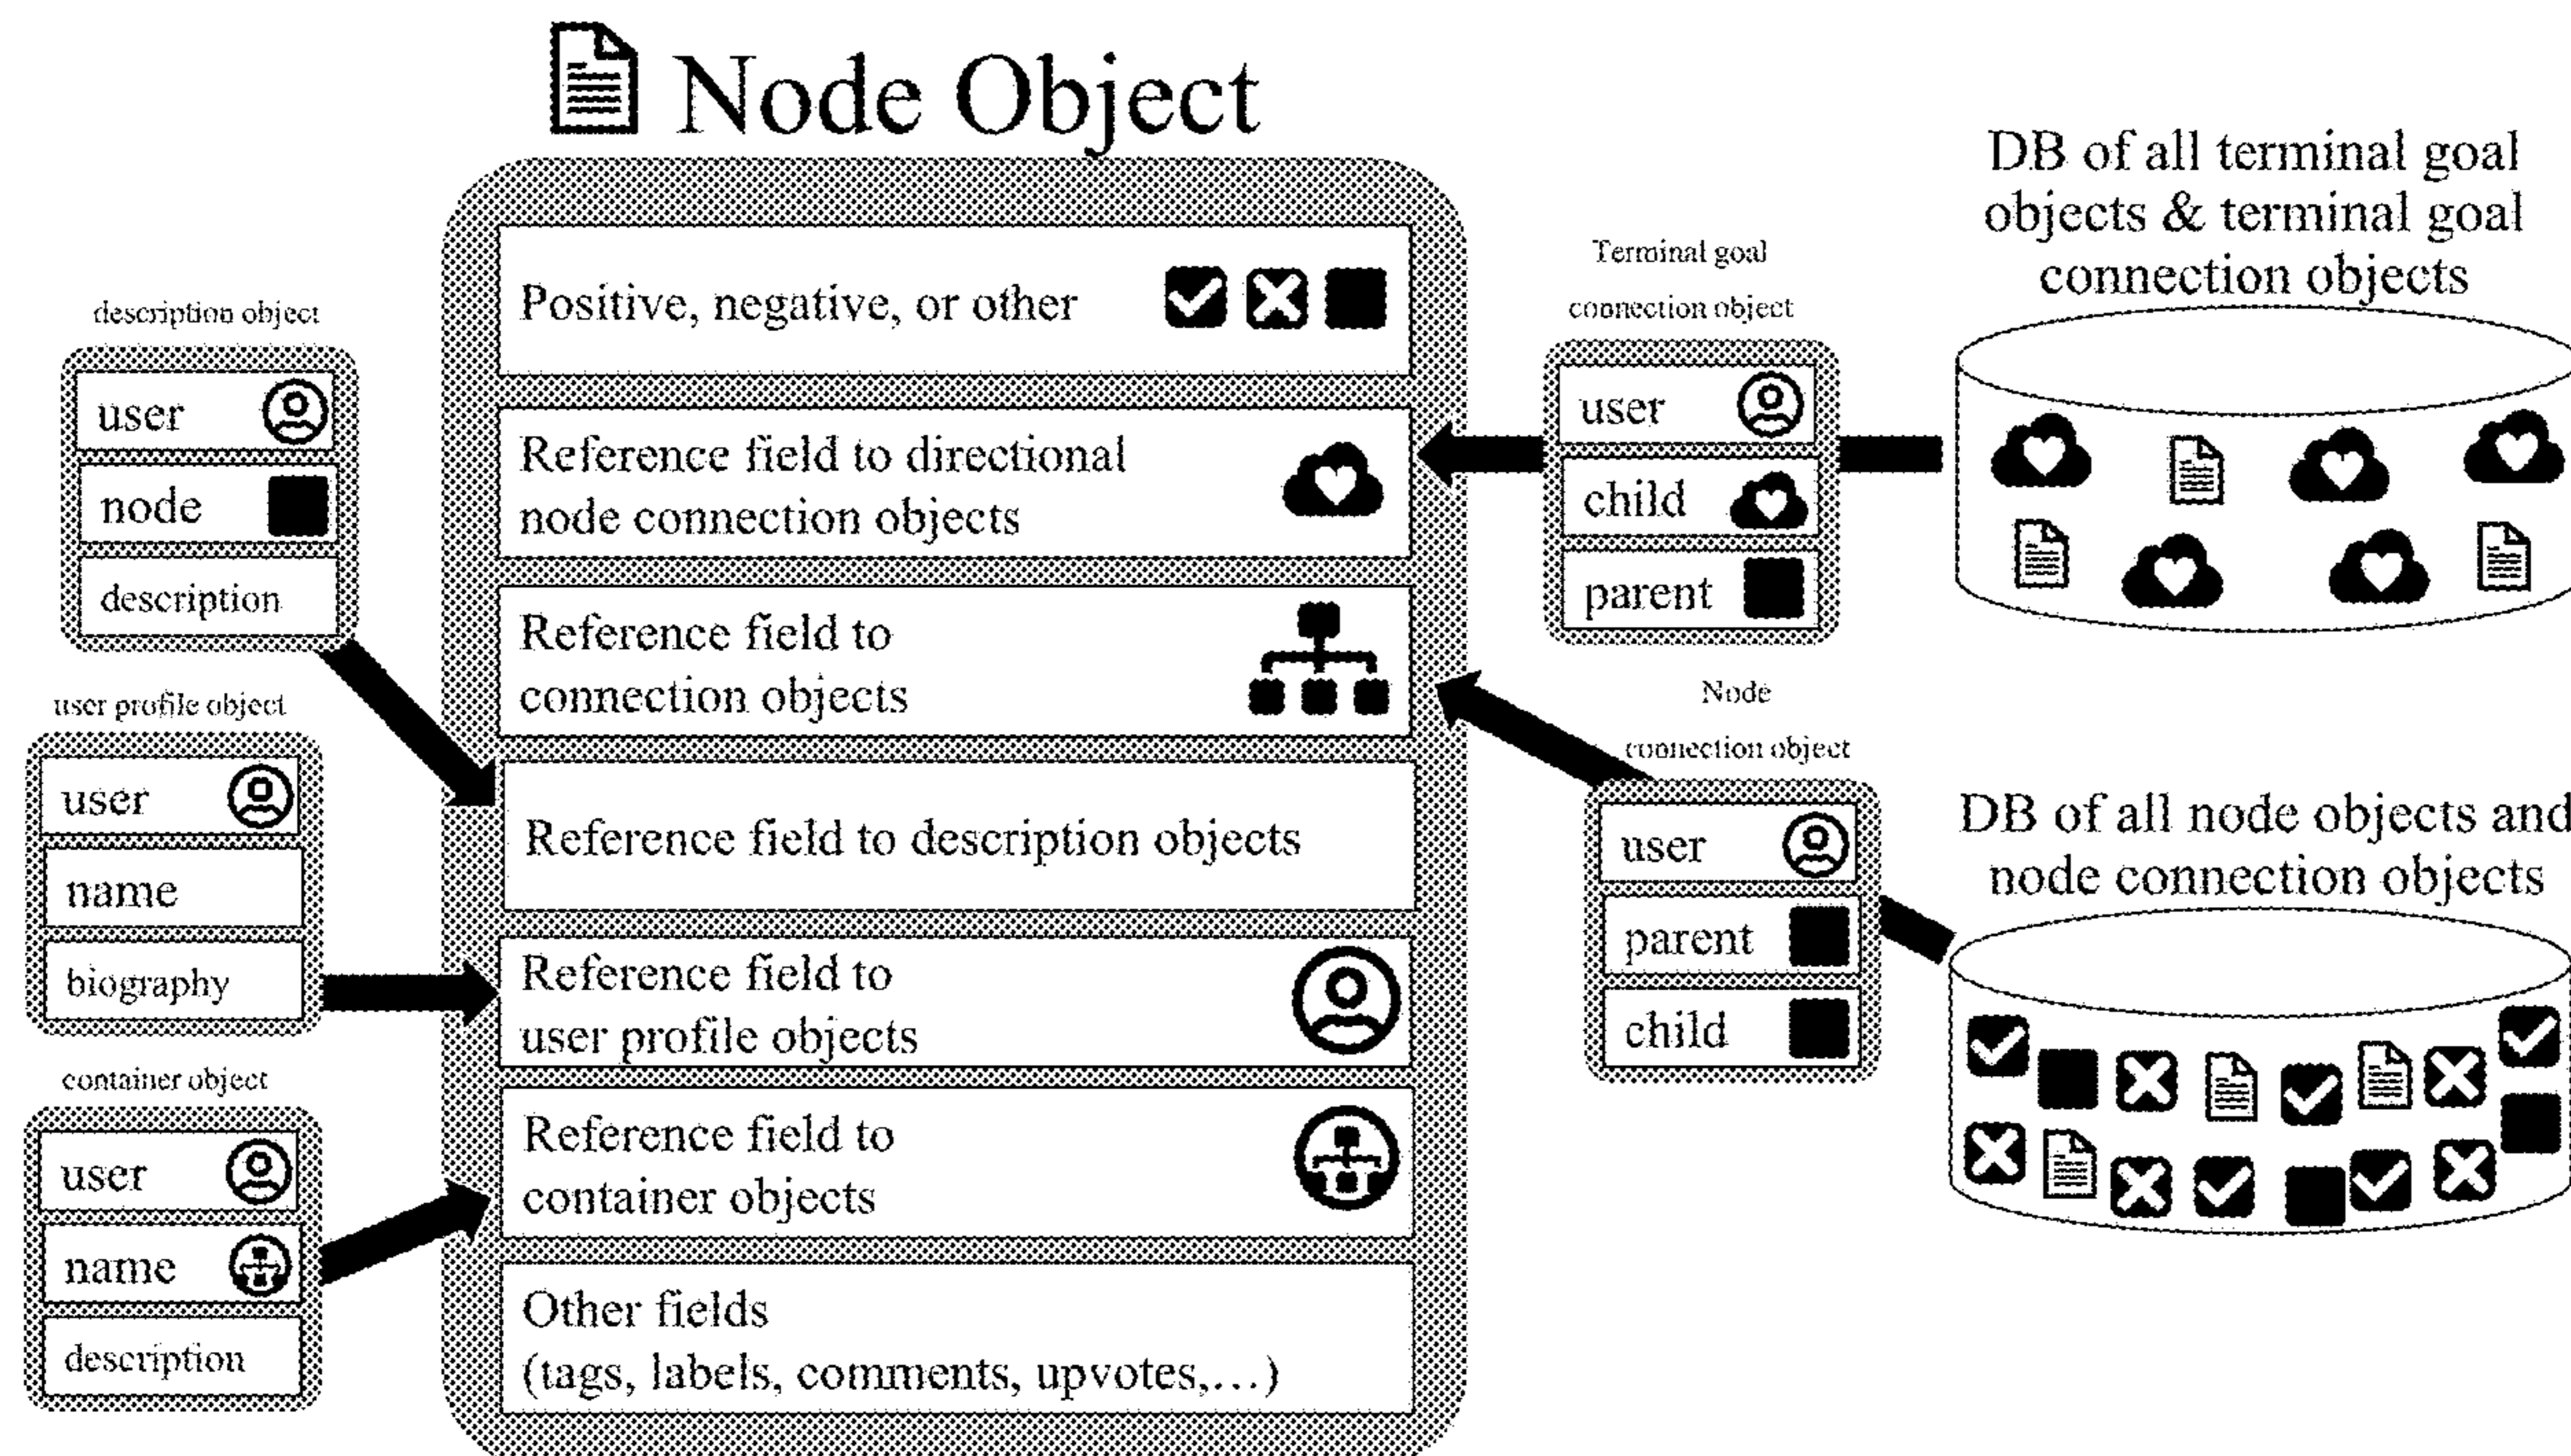 Node Object
description object
user
node
description
user profile object
user
name
biography
container object
user
name
description
Positive, negative, or other
Reference field to directional
node connection objects
Reference field to
connection objects
Reference field to description objects
Reference field to
user profile objects
Reference field to
container objects
Other fields
(tags, labels, comments, upvotes,...)
Terminal goal
connection object
user
child
parent
Node
connection object
user
parent
child
DB of all terminal goal
objects & terminal goal
connection objects
DB of all node objects and
node connection objects